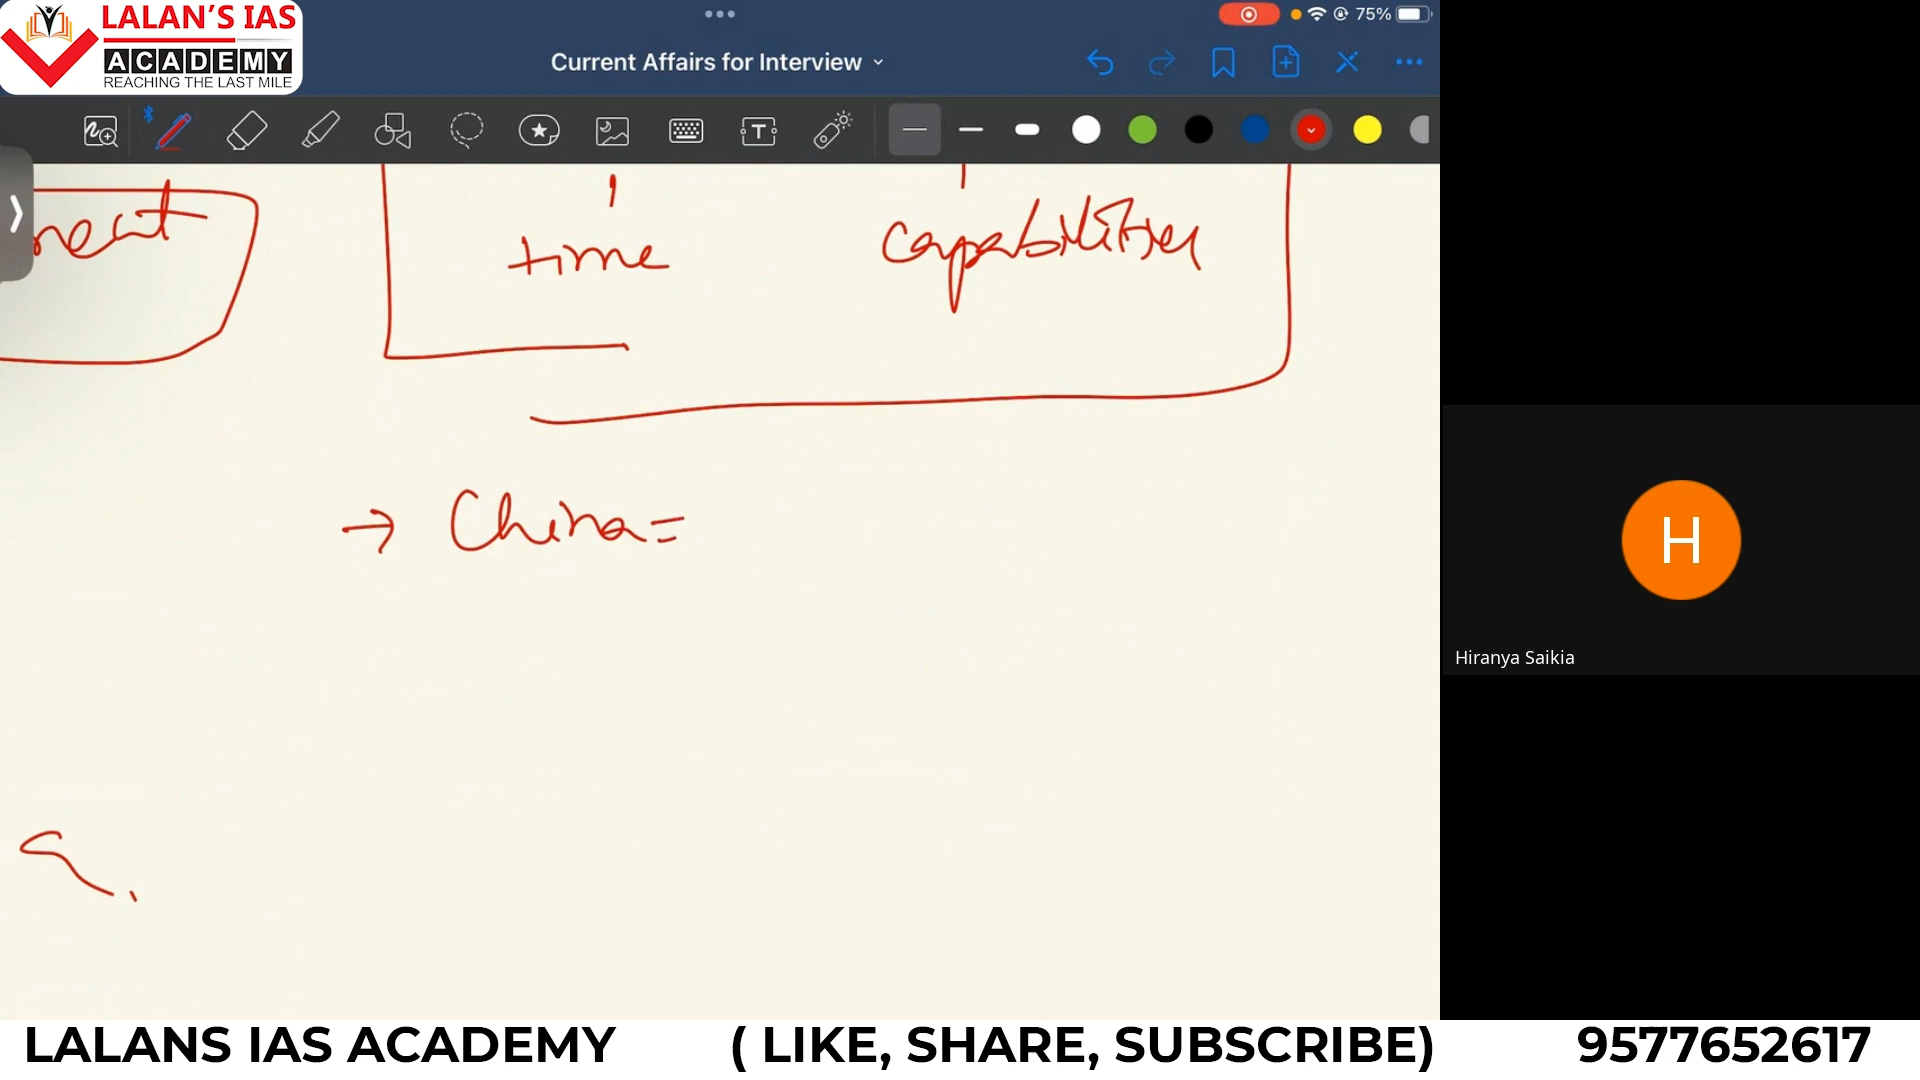 LALAN'S IAS
ACADEMY
REACHING THE LAST MILE
75%
Current Affairs for Interview
T
time
capabilities
→ China =
H
Hiranya Saikia
LALANS IAS ACADEMY ( LIKE, SHARE, SUBSCRIBE) 9577652617